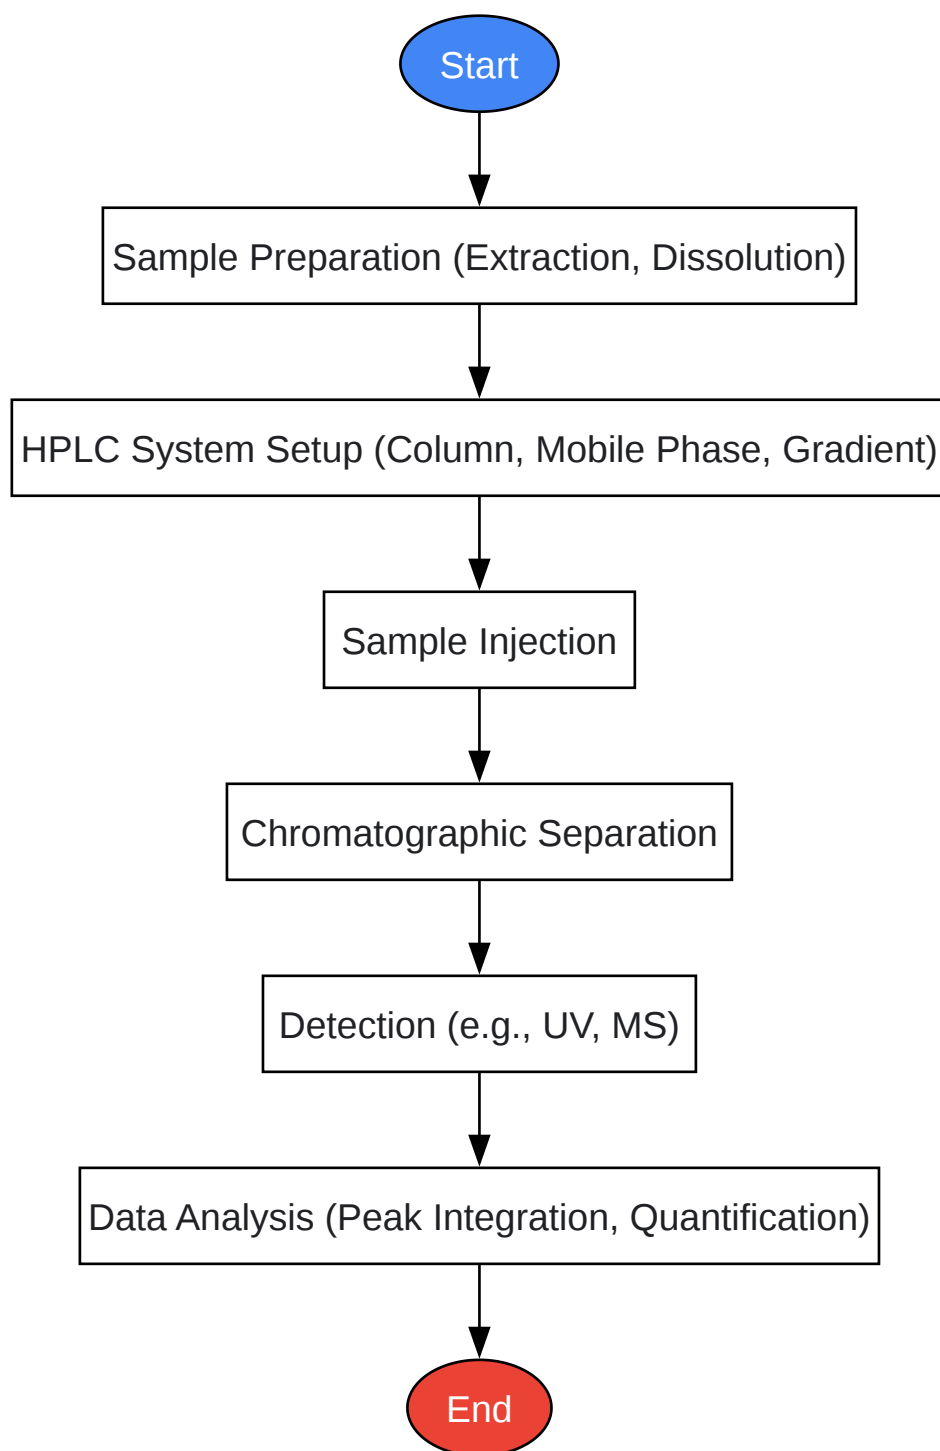 Start
Sample Preparation (Extraction, Dissolution)
HPLC System Setup (Column, Mobile Phase, Gradient)
Sample Injection
Chromatographic Separation
Detection (e.g., UV, MS)
Data Analysis (Peak Integration, Quantification)
End